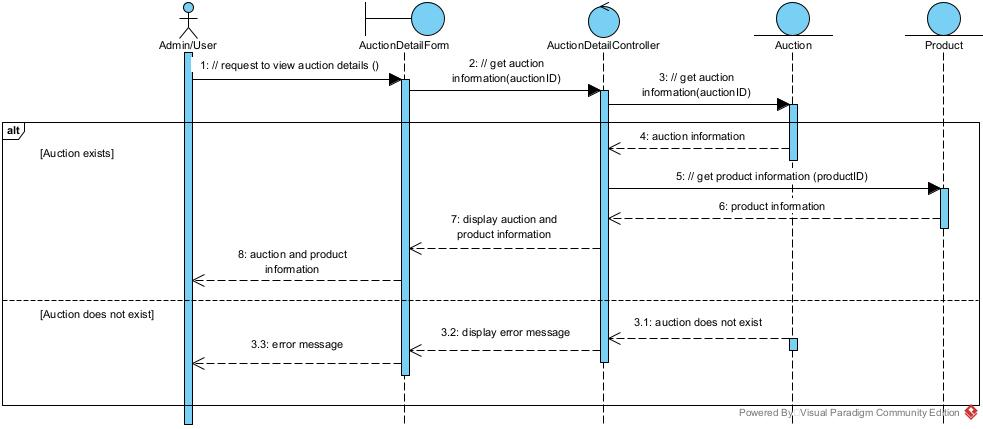 Admin/User
AuctionDetailForm
AuctionDetailController
Auction
Product
1: // request to view auction details ()
2: // get auction
information(auctionID)
3: // get auction
information(auctionID)
alt
[Auction exists]
4: auction information
5: // get product information (productID)
6: product information
7: display auction and
product information
8: auction and product
information
[Auction does not exist]
3.1: auction does not exist
3.2: display error message
3.3: error message
Powered By: Visual Paradigm Community Edition